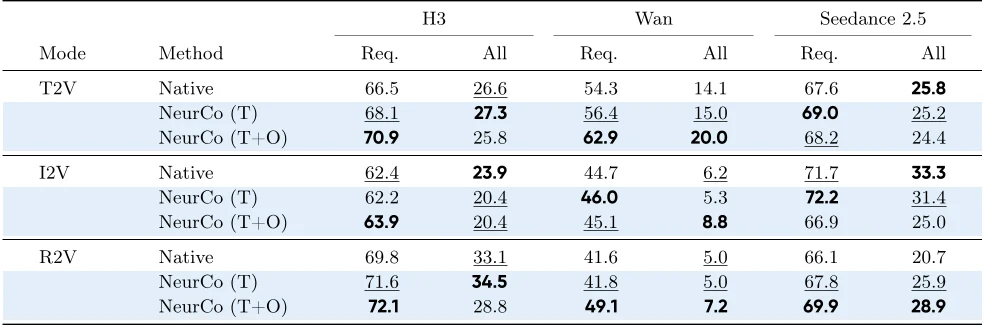 H3 Wan Seedance 2.5
Mode Method Req. All Req. All Req. All
T2V Native 66.5 26.6 54.3 14.1 67.6 25.8
NeurCo (T) 68.1 27.3 56.4 15.0 69.0 25.2
NeurCo (T+O) 70.9 25.8 62.9 20.0 68.2 24.4
I2V Native 62.4 23.9 44.7 6.2 71.7 33.3
NeurCo (T) 62.2 20.4 46.0 5.3 72.2 31.4
NeurCo (T+O) 63.9 20.4 45.1 8.8 66.9 25.0
R2V Native 69.8 33.1 41.6 5.0 66.1 20.7
NeurCo (T) 71.6 34.5 41.8 5.0 67.8 25.9
NeurCo (T+O) 72.1 28.8 49.1 7.2 69.9 28.9